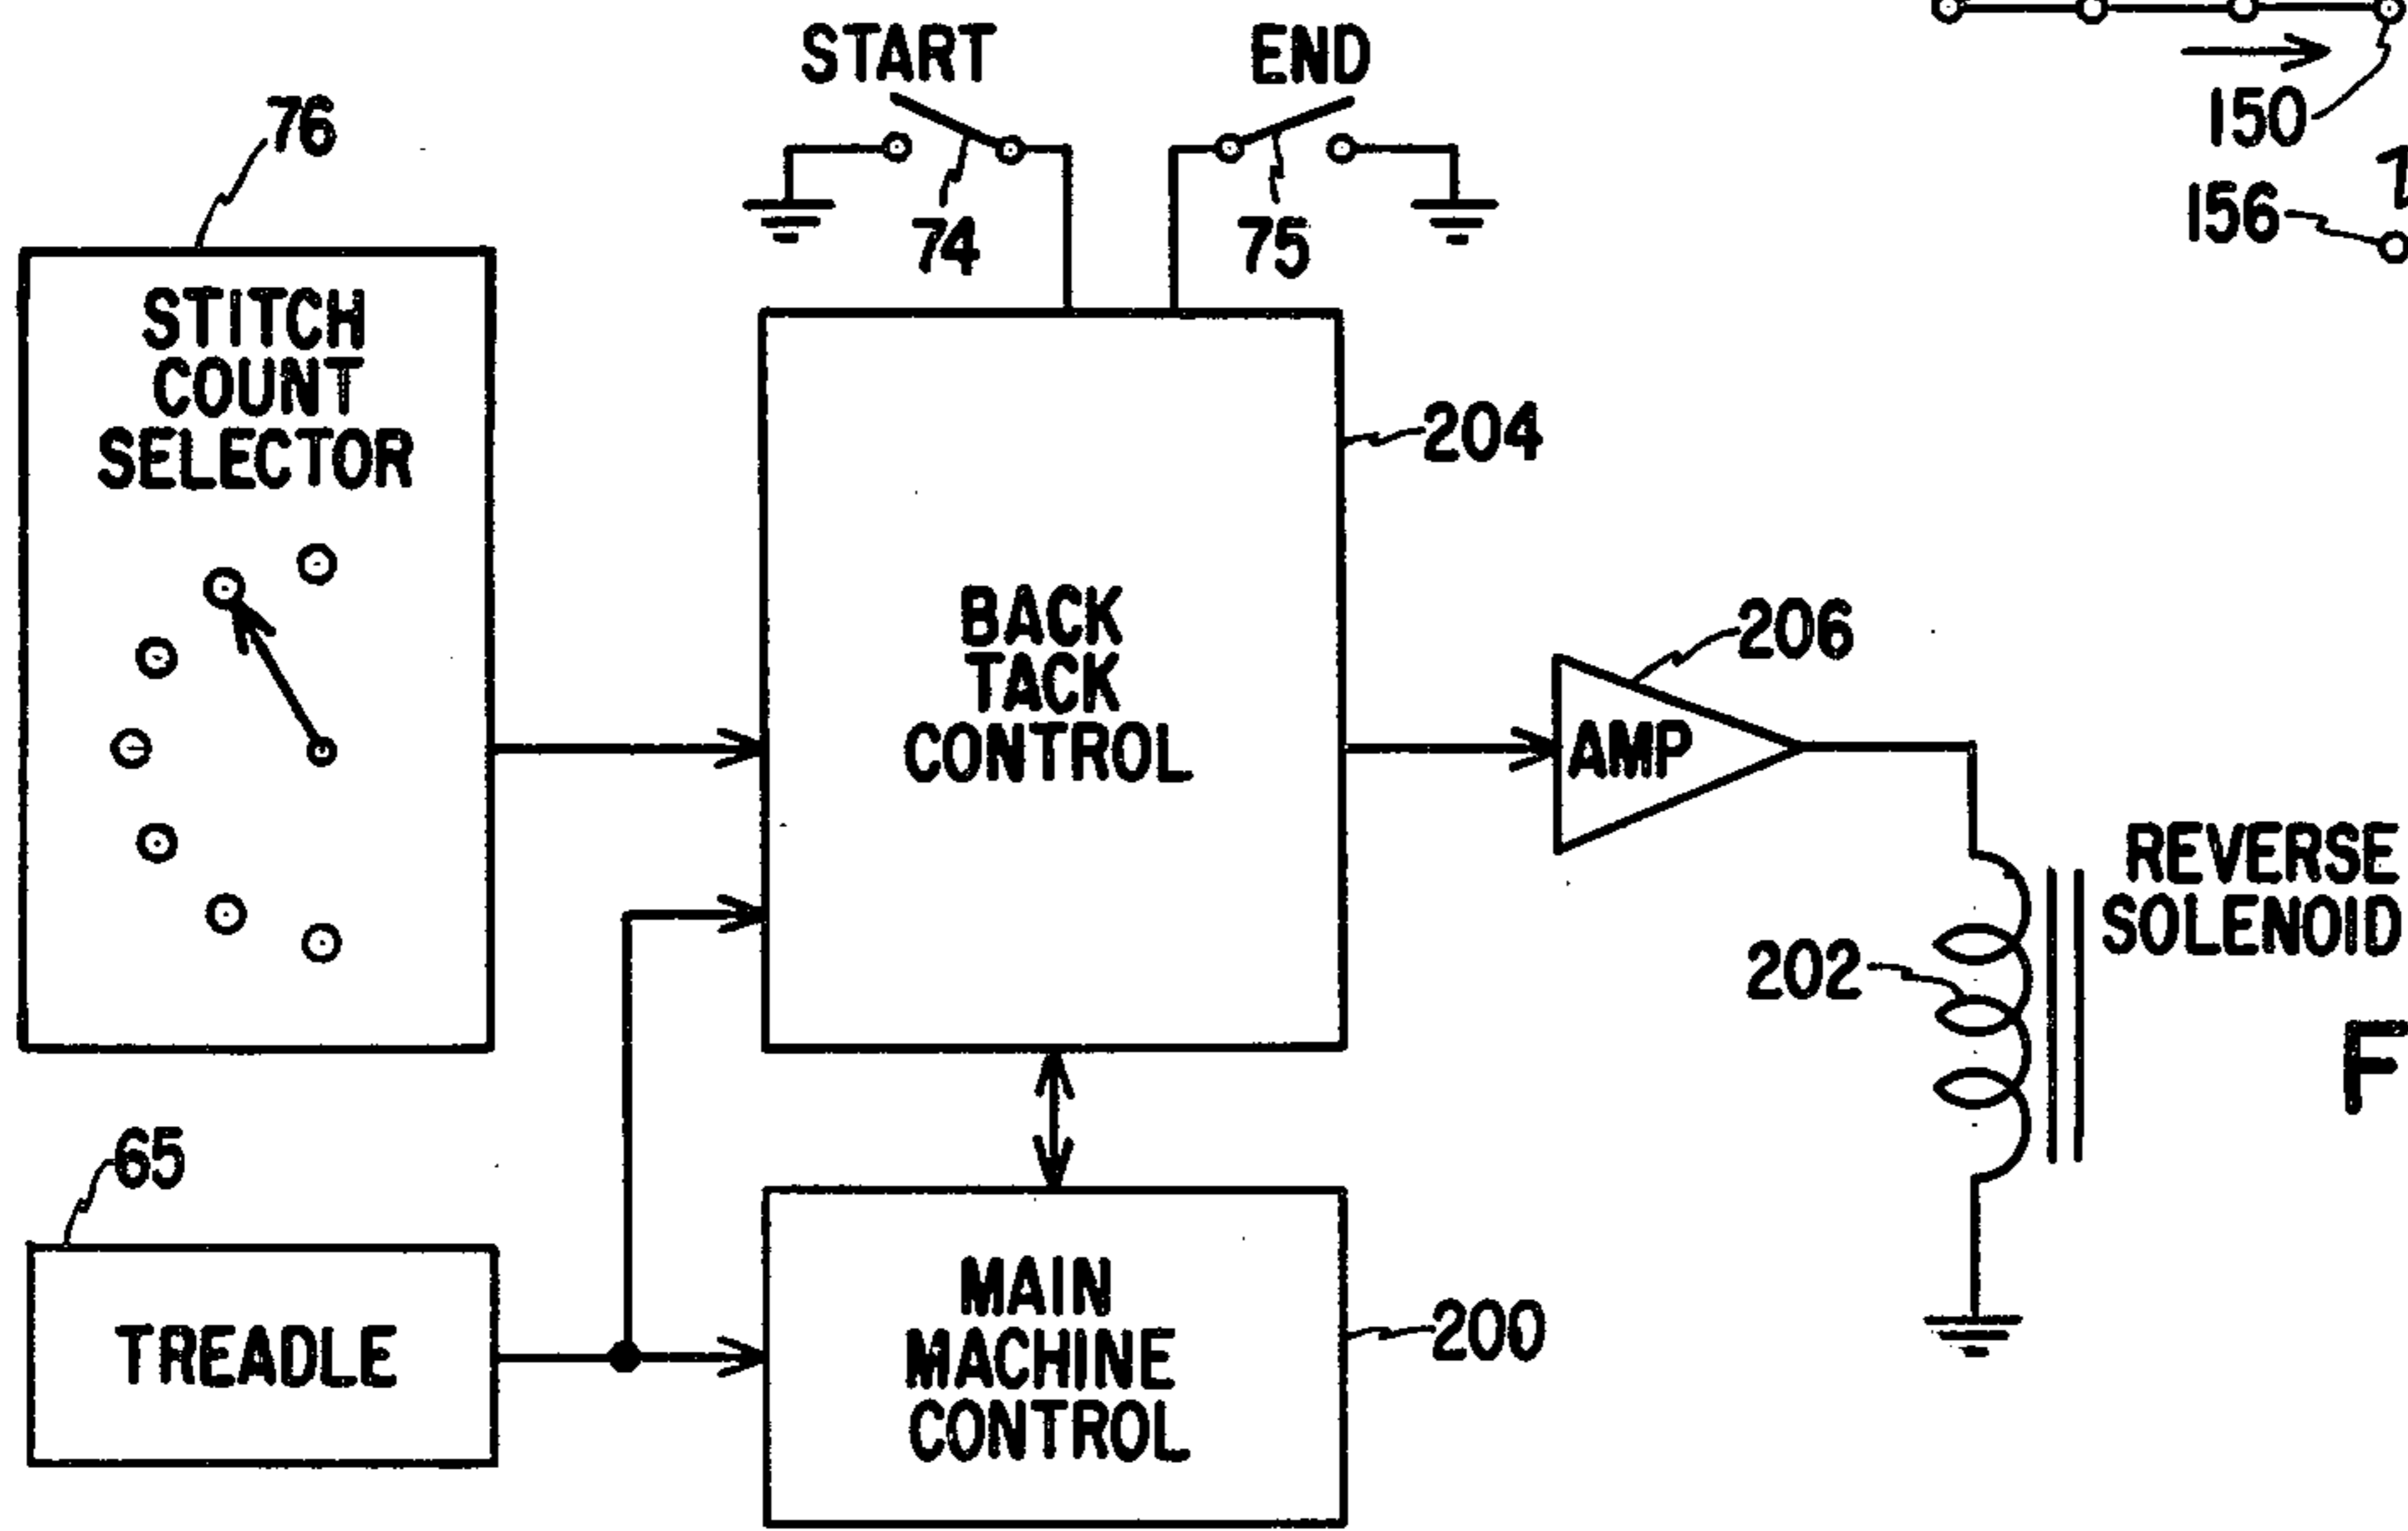 START
END
76
150
74
75
156
STITCH
COUNT
SELECTOR
204
BACK
TACK
CONTROL
206
AMP
REVERSE
SOLENOID
202
65
TREADLE
MAIN
MACHINE
CONTROL
200
F